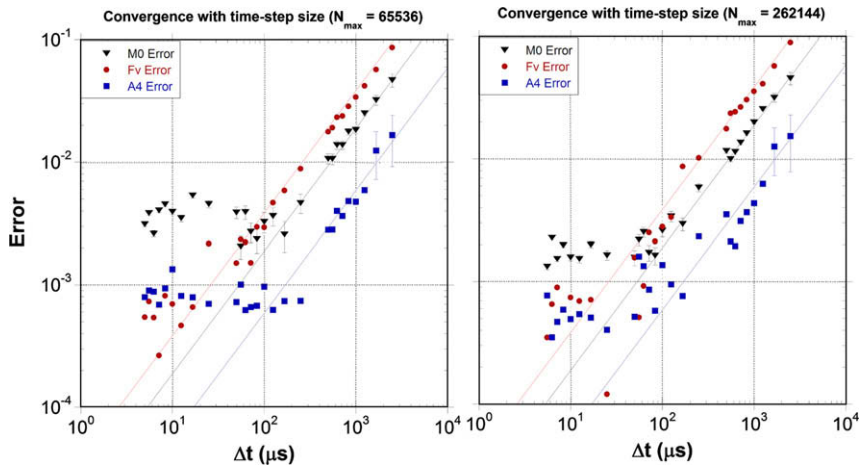 Convergence with time-step size (N_max = 65536)
Convergence with time-step size (N_max = 262144)
10^-1
M0 Error
Fv Error
A4 Error
M0 Error
Fv Error
A4 Error
10^-2
Error
10^-3
10^-4
10^0 10^1 10^2 10^3 10^4
10^0 10^1 10^2 10^3 10^4
Δt (μs)
Δt (μs)